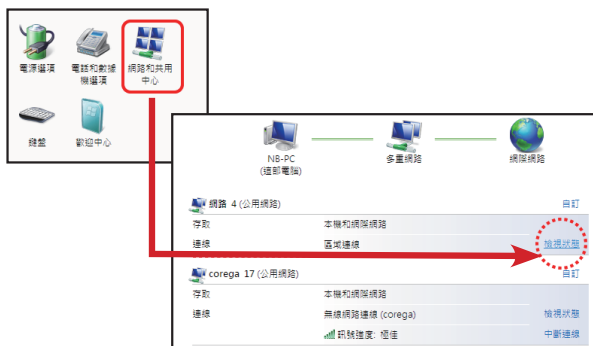 電源選項
電話和數據
機選項
網路和共用
中心
鍵盤
歡迎中心
NB-PC
(這部電腦)
多重網路
網際網路
網路 4 (公用網路)
自訂
存取
本機和網際網路
連線
區域連線
檢視狀態
corega 17 (公用網路)
自訂
存取
本機和網際網路
連線
無線網路連線 (corega)
檢視狀態
訊號強度: 極佳
中斷連線